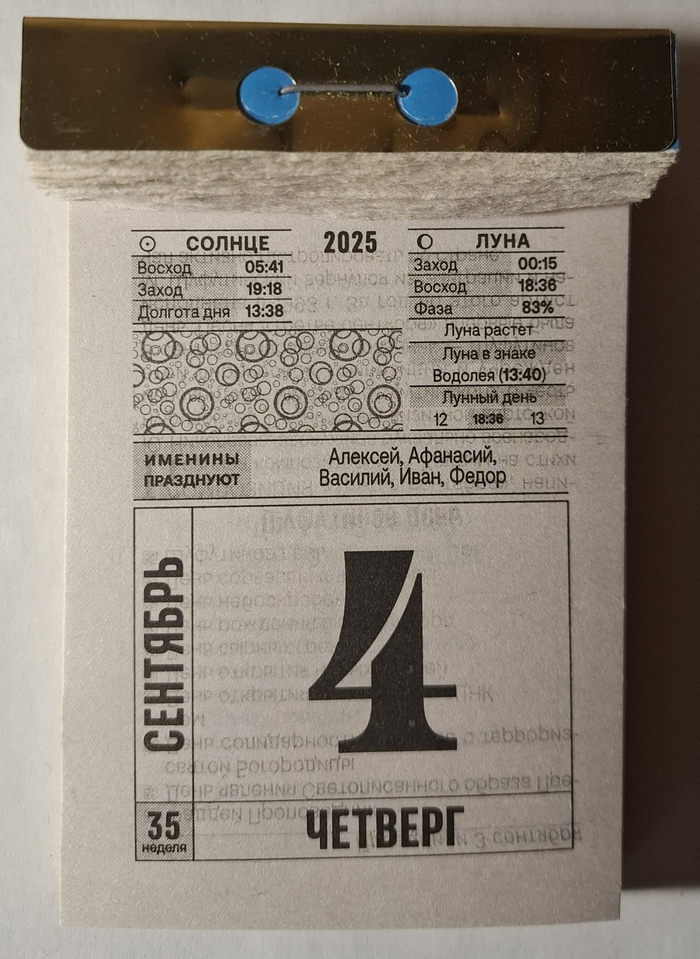 СОЛНЦЕ
Восход 05:41
Заход 19:18
Долгота дня 13:38
2025
ЛУНА
Заход 00:15
Восход 18:36
Фаза 83%
Луна растет
Луна в знаке
Водолея (13:40)
Лунный день
12 18:36 13
ИМЕНИНЫ
ПРАЗДНУЮТ
Алексей, Афанасий,
Василий, Иван, Федор
СЕНТЯБРЬ
4
35
неделя
ЧЕТВЕРГ